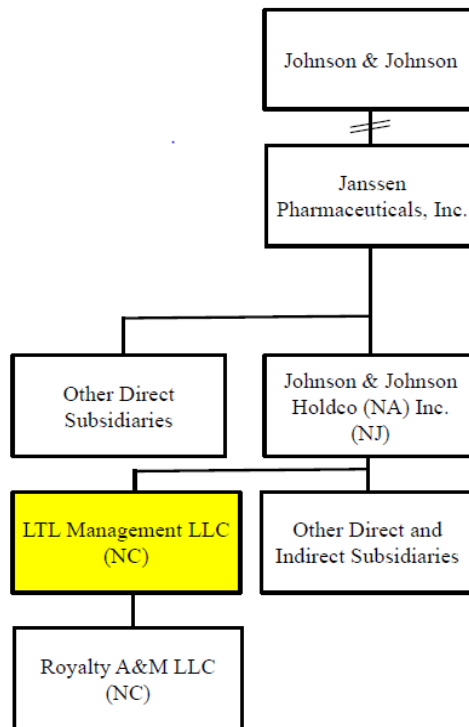 Johnson & Johnson
Janssen
Pharmaceuticals, Inc.
Other Direct
Subsidiaries
Johnson & Johnson
Holdco (NA) Inc.
(NJ)
LTL Management LLC
(NC)
Other Direct and
Indirect Subsidiaries
Royalty A&M LLC
(NC)